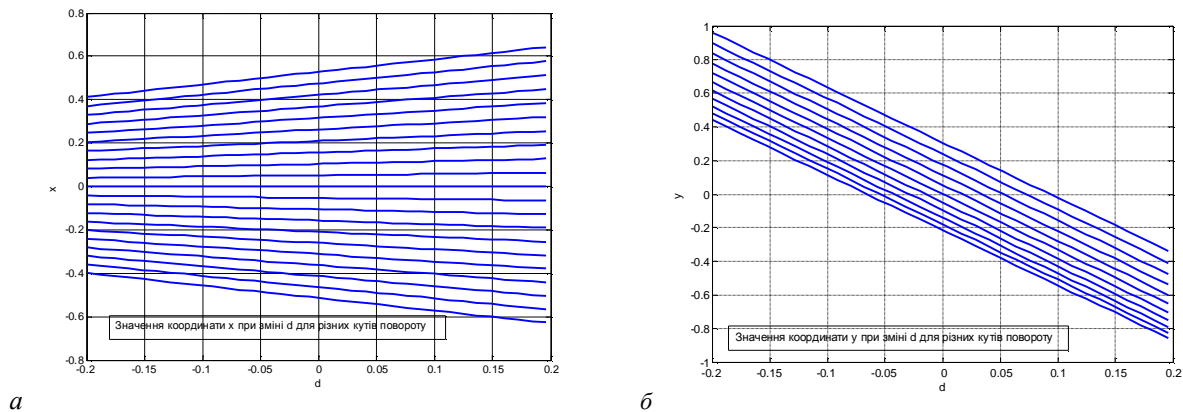 0.8
0.6
0.4
0.2
0
-0.2
-0.4
-0.6
-0.8
x
-0.2 -0.15 -0.1 -0.05 0 0.05 0.1 0.15 0.2
d
Значення координати х при зміні d для різних кутів повороту
а
1
0.8
0.6
0.4
0.2
0
-0.2
-0.4
-0.6
-0.8
-1
y
-0.2 -0.15 -0.1 -0.05 0 0.05 0.1 0.15 0.2
d
Значення координати у при зміні d для різних кутів повороту
б